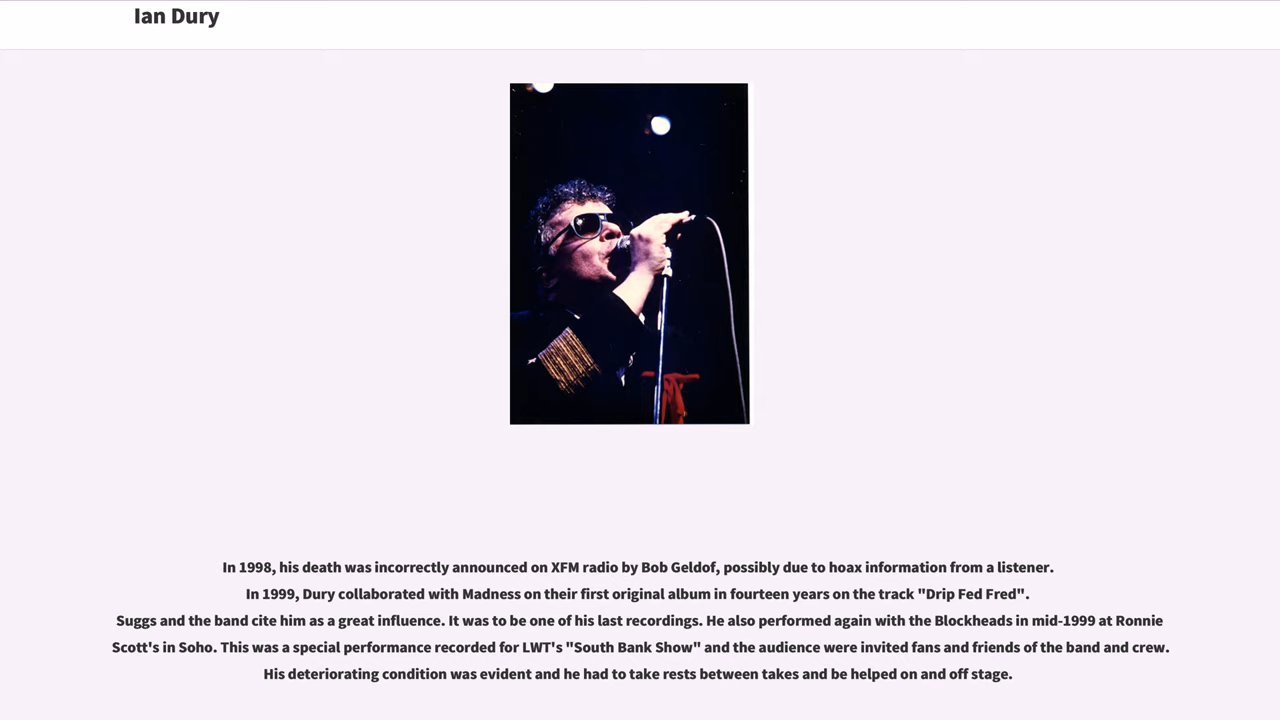 Ian Dury
In 1998, his death was incorrectly announced on XFM radio by Bob Geldof, possibly due to hoax information from a listener.
In 1999, Dury collaborated with Madness on their first original album in fourteen years on the track "Drip Fed Fred".
Suggs and the band cite him as a great influence. It was to be one of his last recordings. He also performed again with the Blockheads in mid-1999 at Ronnie
Scott's in Soho. This was a special performance recorded for LWT's "South Bank Show" and the audience were invited fans and friends of the band and crew.
His deteriorating condition was evident and he had to take rests between takes and be helped on and off stage.